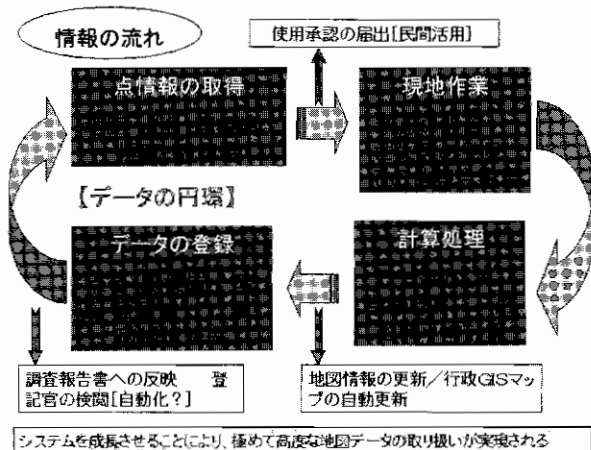 情報の流れ
使用承認の届出[民間活用]
点情報の取得
現地作業
【データの円環】
データの登録
計算処理
調査報告書への反映　登
記官の検閲[自動化?]
地図情報の更新/行政GISマッ
プの自動更新
システムを成長させることにより、極めて高度な地図データの取り扱いが実現される